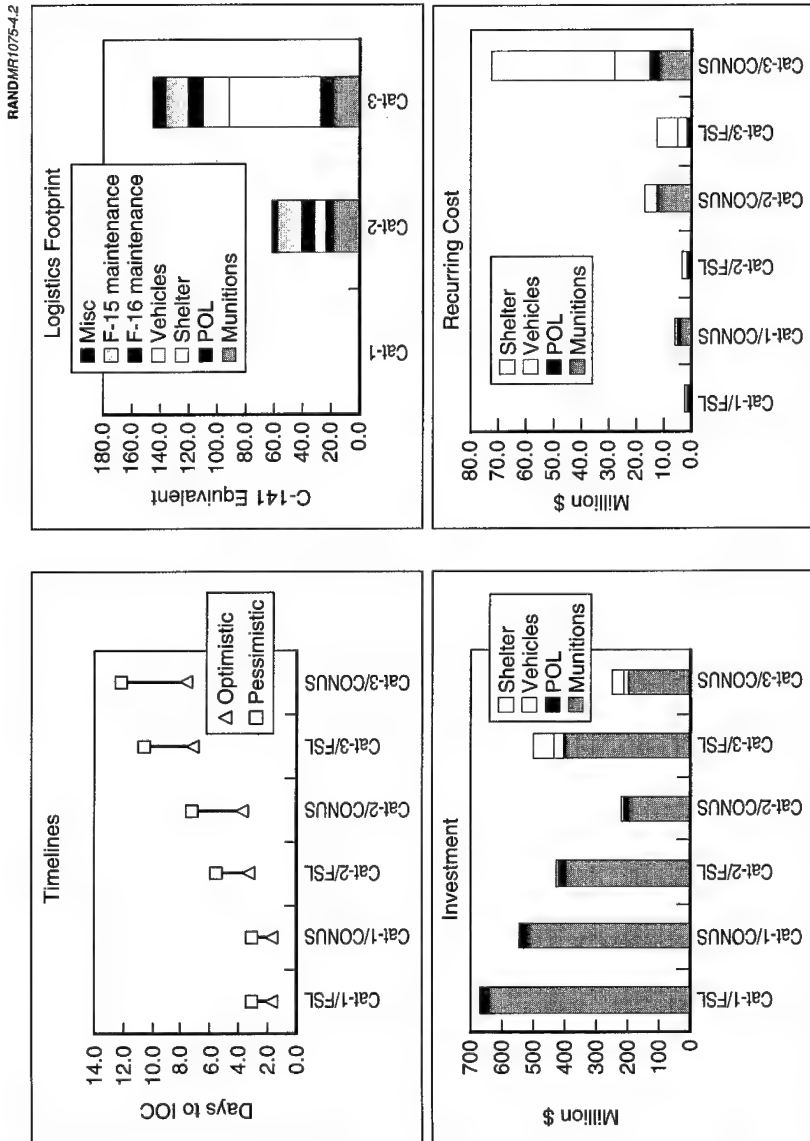 RANDMR1075-4.2
Timelines
14.0
12.0
10.0
8.0
6.0
4.0
2.0
0.0
Days to IOC
Optimistic
Pessimistic
Cat-1/FSL
Cat-1/CONUS
Cat-2/FSL
Cat-2/CONUS
Cat-3/FSL
Cat-3/CONUS
Logistics Footprint
180.0
160.0
140.0
120.0
100.0
80.0
60.0
40.0
20.0
0.0
C-141 Equivalent
Misc
F-15 maintenance
F-16 maintenance
Vehicles
Shelter
POL
Munitions
Cat-1
Cat-2
Cat-3
Investment
700
600
500
400
300
200
100
0
Million $
Shelter
Vehicles
POL
Munitions
Cat-1/FSL
Cat-1/CONUS
Cat-2/FSL
Cat-2/CONUS
Cat-3/FSL
Cat-3/CONUS
Recurring Cost
80.0
70.0
60.0
50.0
40.0
30.0
20.0
10.0
0.0
Million $
Shelter
Vehicles
POL
Munitions
Cat-1/FSL
Cat-1/CONUS
Cat-2/FSL
Cat-2/CONUS
Cat-3/FSL
Cat-3/CONUS